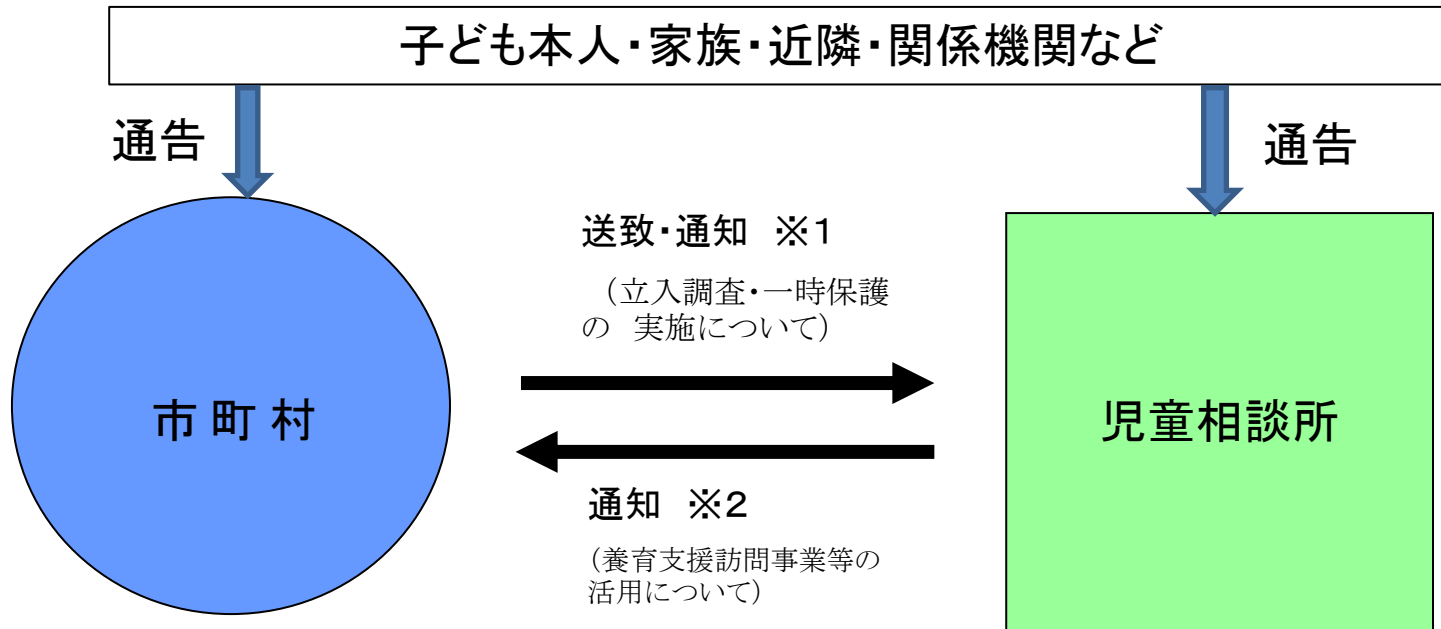 子ども本人・家族・近隣・関係機関など
通告
通告
送致・通知　※1
（立入調査・一時保護
の　実施について）
市 町 村
児童相談所
通知　※2
（養育支援訪問事業等の
活用について）